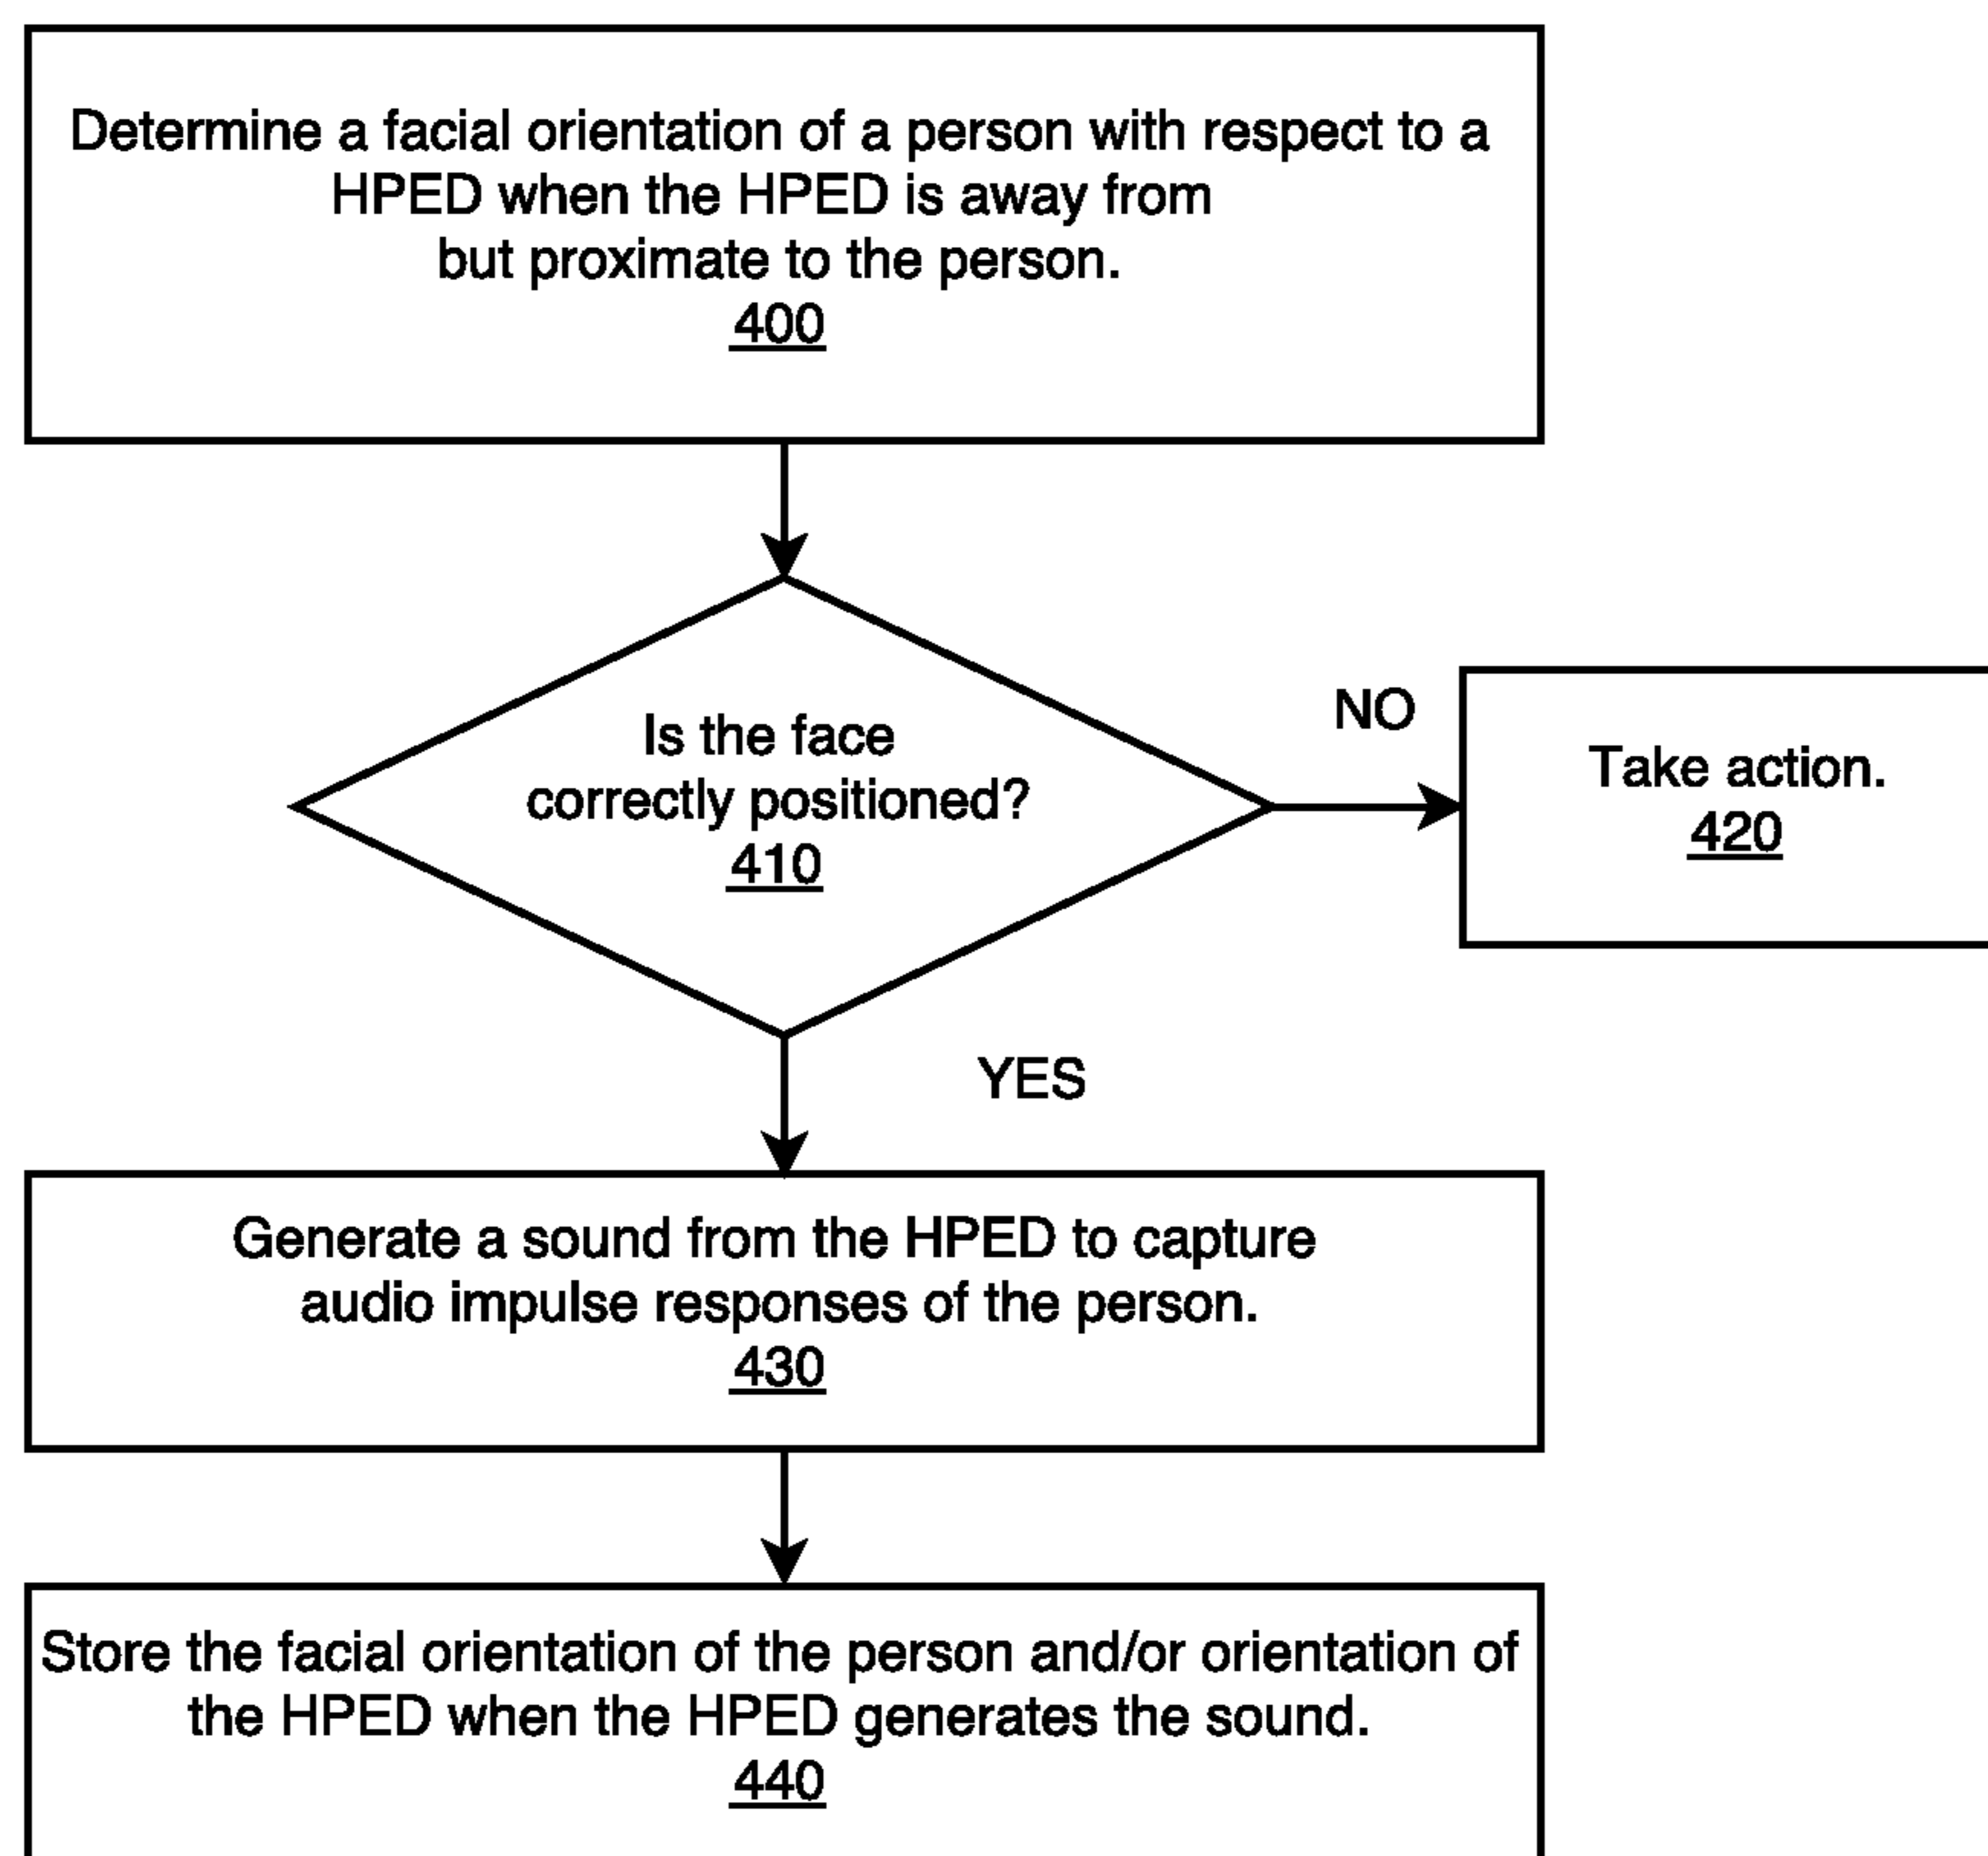 Determine a facial orientation of a person with respect to a
HPED when the HPED is away from
but proximate to the person.
400
Is the face
correctly positioned?
410
NO
Take action.
420
YES
Generate a sound from the HPED to capture
audio impulse responses of the person.
430
Store the facial orientation of the person and/or orientation of
the HPED when the HPED generates the sound.
440